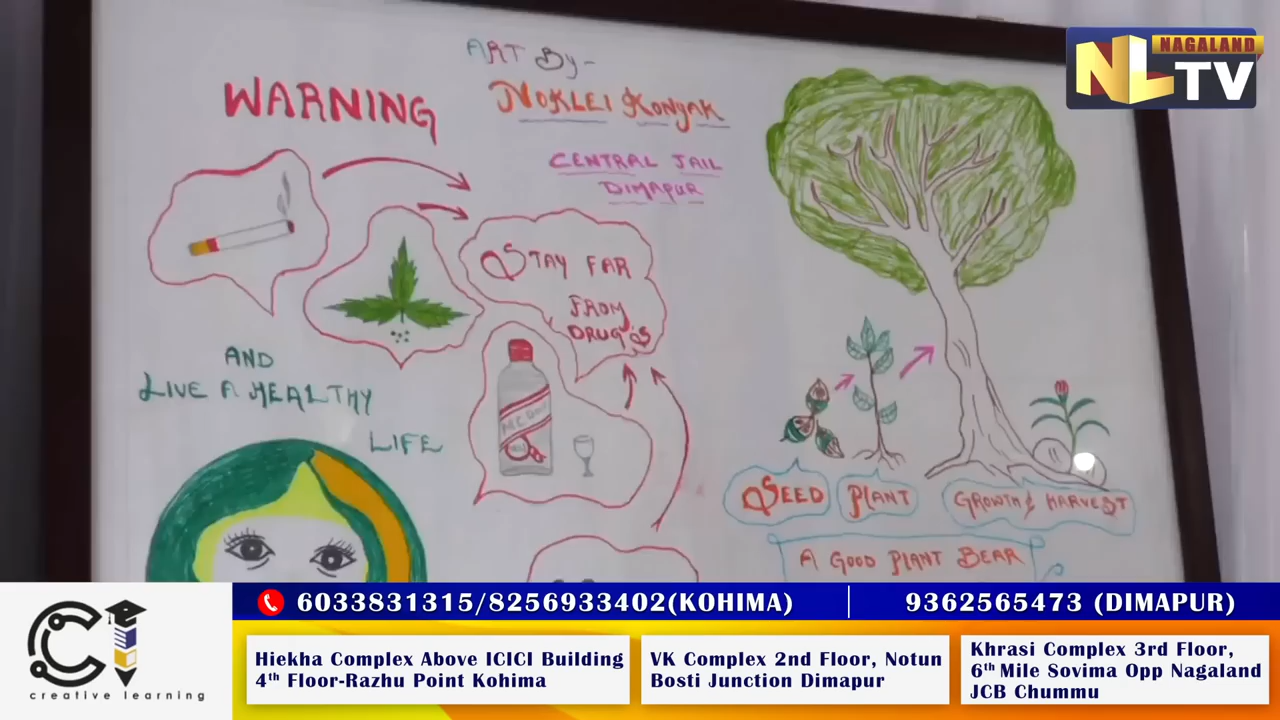 ART By-
WARNING
NOKLEI KONYAK
CENTRAL JAIL
DIMAPUR
STAY FAR
FROM
DRUG'S
AND
LIVE A HEALTHY
LIFE
SEED
PLANT
GROWTH & HARVEST
A GOOD PLANT BEAR
NAGALAND
NLTV
6033831315/8256933402(KOHIMA)
9362565473 (DIMAPUR)
Hiekha Complex Above ICICI Building
4th Floor-Razhu Point Kohima
VK Complex 2nd Floor, Notun
Bosti Junction Dimapur
Khrasi Complex 3rd Floor,
6th Mile Sovima Opp Nagaland
JCB Chummu
creative learning